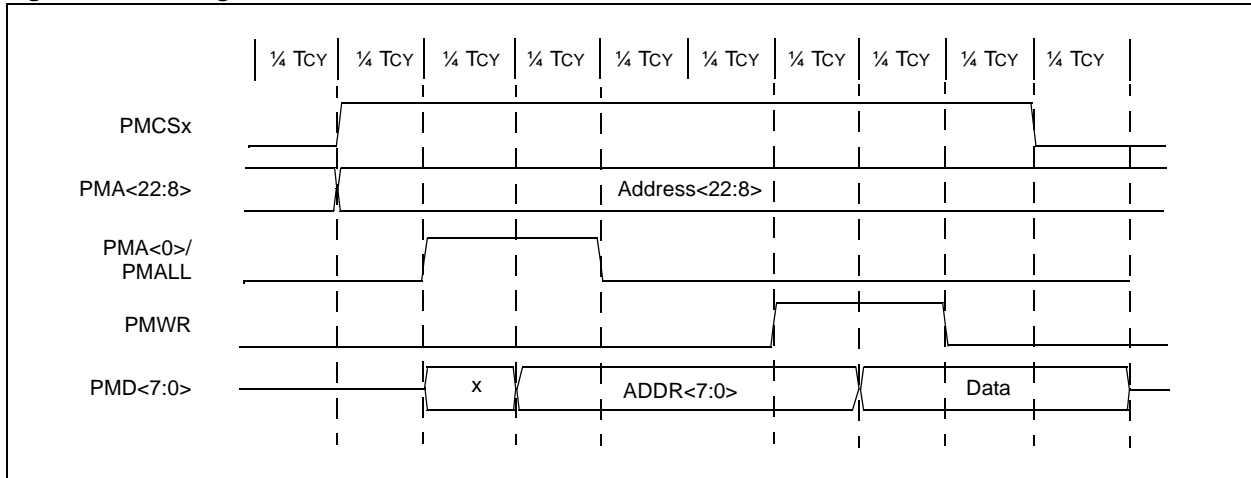 ¼ TCY ¼ TCY ¼ TCY ¼ TCY ¼ TCY ¼ TCY ¼ TCY ¼ TCY ¼ TCY ¼ TCY
PMCSx
PMA<22:8> Address<22:8>
PMA<0>/
PMALL
PMWR
PMD<7:0> x ADDR<7:0> Data